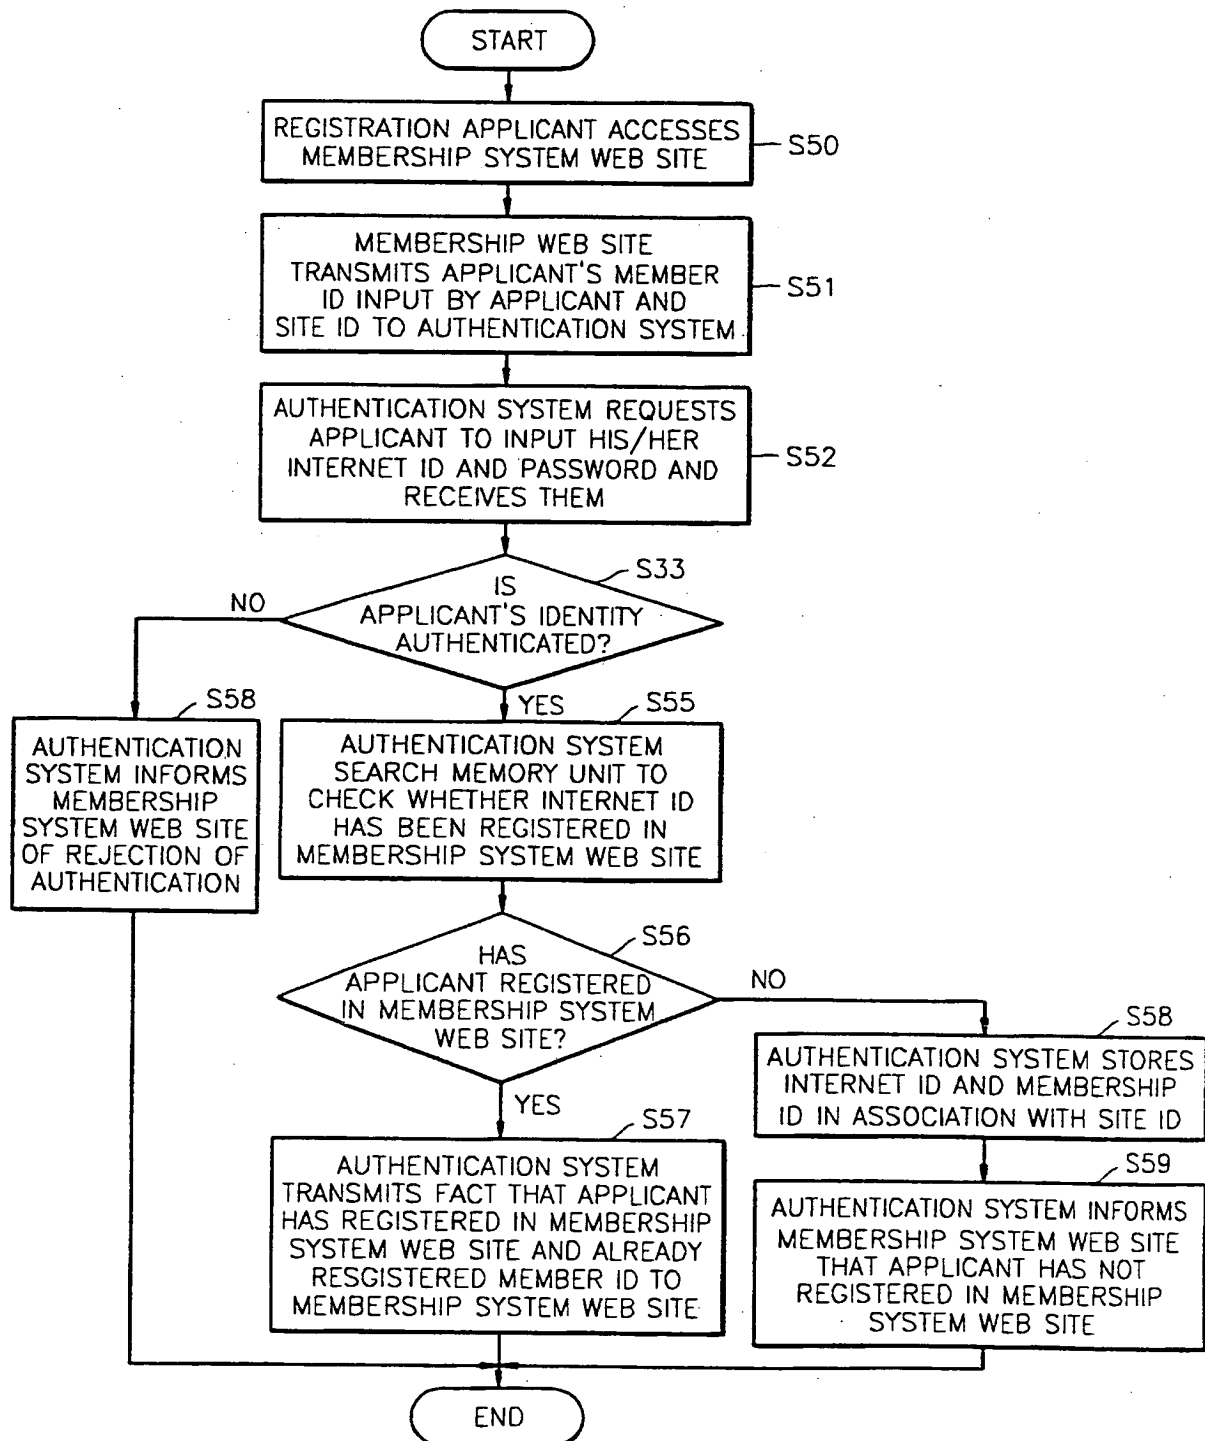 START
REGISTRATION APPLICANT ACCESSES
MEMBERSHIP SYSTEM WEB SITE
S50
MEMBERSHIP WEB SITE
TRANSMITS APPLICANT'S MEMBER
ID INPUT BY APPLICANT AND
SITE ID TO AUTHENTICATION SYSTEM
S51
AUTHENTICATION SYSTEM REQUESTS
APPLICANT TO INPUT HIS/HER
INTERNET ID AND PASSWORD AND
RECEIVES THEM
S52
S33
IS
APPLICANT'S IDENTITY
AUTHENTICATED?
NO
YES
S58
AUTHENTICATION
SYSTEM INFORMS
MEMBERSHIP
SYSTEM WEB SITE
OF REJECTION OF
AUTHENTICATION
S55
AUTHENTICATION SYSTEM
SEARCH MEMORY UNIT TO
CHECK WHETHER INTERNET ID
HAS BEEN REGISTERED IN
MEMBERSHIP SYSTEM WEB SITE
S56
HAS
APPLICANT REGISTERED
IN MEMBERSHIP SYSTEM
WEB SITE?
NO
YES
S57
AUTHENTICATION SYSTEM
TRANSMITS FACT THAT APPLICANT
HAS REGISTERED IN MEMBERSHIP
SYSTEM WEB SITE AND ALREADY
RESGISTERED MEMBER ID TO
MEMBERSHIP SYSTEM WEB SITE
S58
AUTHENTICATION SYSTEM STORES
INTERNET ID AND MEMBERSHIP
ID IN ASSOCIATION WITH SITE ID
S59
AUTHENTICATION SYSTEM INFORMS
MEMBERSHIP SYSTEM WEB SITE
THAT APPLICANT HAS NOT
REGISTERED IN MEMBERSHIP
SYSTEM WEB SITE
END